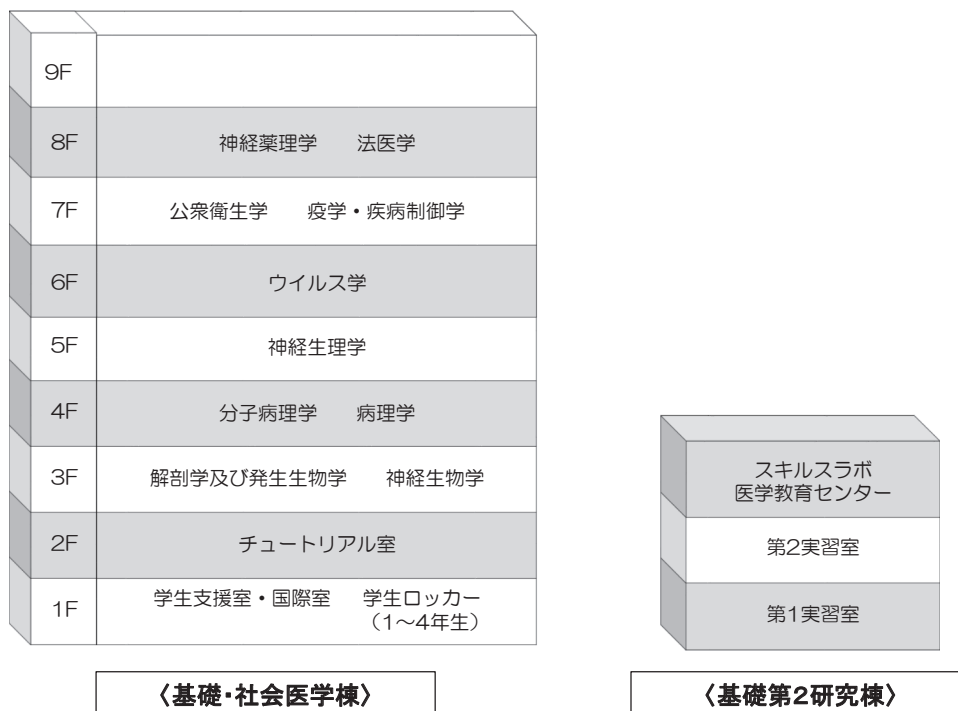 9F
8F 神経薬理学 法医学
7F 公衆衛生学 疫学・疾病制御学
6F ウイルス学
5F 神経生理学
4F 分子病理学 病理学
3F 解剖学及び発生生物学 神経生物学
2F チュートリアル室
1F 学生支援室・国際室 学生ロッカー
（1〜4年生）
〈基礎・社会医学棟〉
スキルスラボ
医学教育センター
第2実習室
第1実習室
〈基礎第2研究棟〉